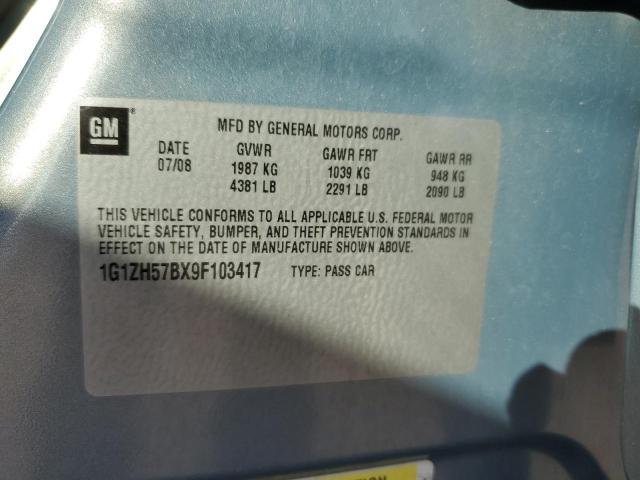 GM
MFD BY GENERAL MOTORS CORP.
DATE GVWR GAWR FRT GAWR RR
07/08 1987 KG 1039 KG 948 KG
4381 LB 2291 LB 2090 LB
THIS VEHICLE CONFORMS TO ALL APPLICABLE U.S. FEDERAL MOTOR
VEHICLE SAFETY, BUMPER, AND THEFT PREVENTION STANDARDS IN
EFFECT ON THE DATE OF MANUFACTURE SHOWN ABOVE.
1G1ZH57BX9F103417 TYPE: PASS CAR